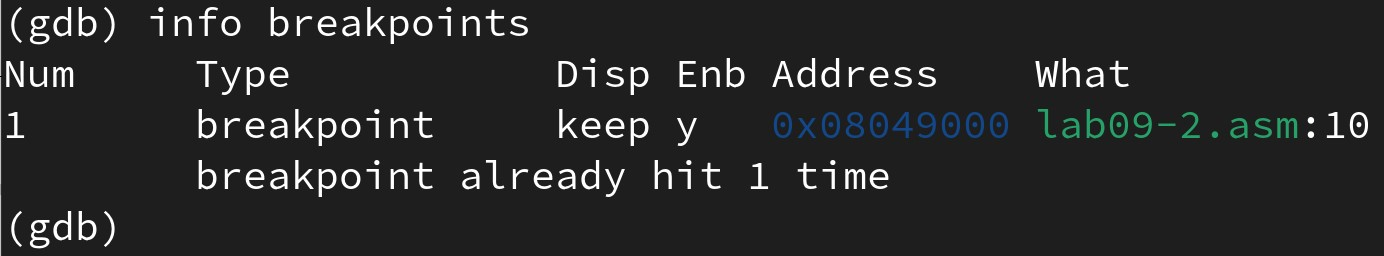 (gdb) info breakpoints
Num     Type           Disp Enb Address    What
1       breakpoint     keep y   0x08049000 lab09-2.asm:10
        breakpoint already hit 1 time
(gdb)